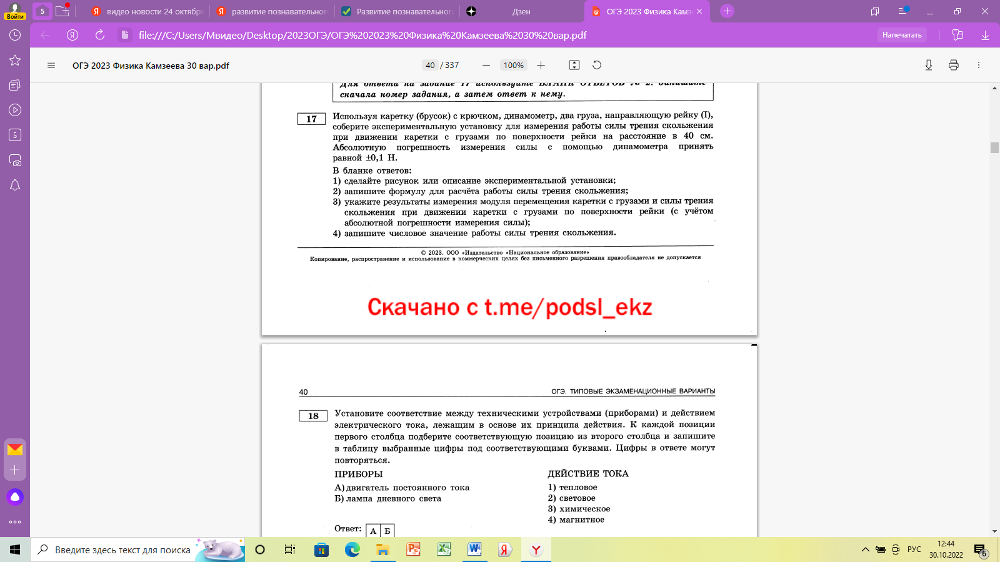 Войти
5
видео новости 24 октябр
развитие познавательног
Развитие познавательног
Дзен
ОГЭ 2023 Физика Камзе
file:///C:/Users/Мвидео/Desktop/2023ОГЭ/ОГЭ%202023%20Физика%20Камзеева%2030%20вар.pdf
Напечатать
ОГЭ 2023 Физика Камзеева 30 вар.pdf
40 / 337
100%
5
Для ответа на задание 17 используйте БЛАНК ОТВЕТОВ № 2. Запишите
сначала номер задания, а затем ответ к нему.
17
Используя каретку (брусок) с крючком, динамометр, два груза, направляющую рейку (I),
соберите экспериментальную установку для измерения работы силы трения скольжения
при движении каретки с грузами по поверхности рейки на расстояние в 40 см.
Абсолютную погрешность измерения силы с помощью динамометра принять
равной ±0,1 Н.
В бланке ответов:
1) сделайте рисунок или описание экспериментальной установки;
2) запишите формулу для расчёта работы силы трения скольжения;
3) укажите результаты измерения модуля перемещения каретки с грузами и силы трения
скольжения при движении каретки с грузами по поверхности рейки (с учётом
абсолютной погрешности измерения силы);
4) запишите числовое значение работы силы трения скольжения.
© 2023. ООО «Издательство «Национальное образование»
Копирование, распространение и использование в коммерческих целях без письменного разрешения правообладателя не допускается
Скачано с t.me/podsl_ekz
40
ОГЭ. ТИПОВЫЕ ЭКЗАМЕНАЦИОННЫЕ ВАРИАНТЫ
18
Установите соответствие между техническими устройствами (приборами) и действием
электрического тока, лежащим в основе их принципа действия. К каждой позиции
первого столбца подберите соответствующую позицию из второго столбца и запишите
в таблицу выбранные цифры под соответствующими буквами. Цифры в ответе могут
повторяться.
ПРИБОРЫ
А) двигатель постоянного тока
Б) лампа дневного света
ДЕЙСТВИЕ ТОКА
1) тепловое
2) световое
3) химическое
4) магнитное
Ответ:
А Б
Введите здесь текст для поиска
РУС
12:44
30.10.2022
6